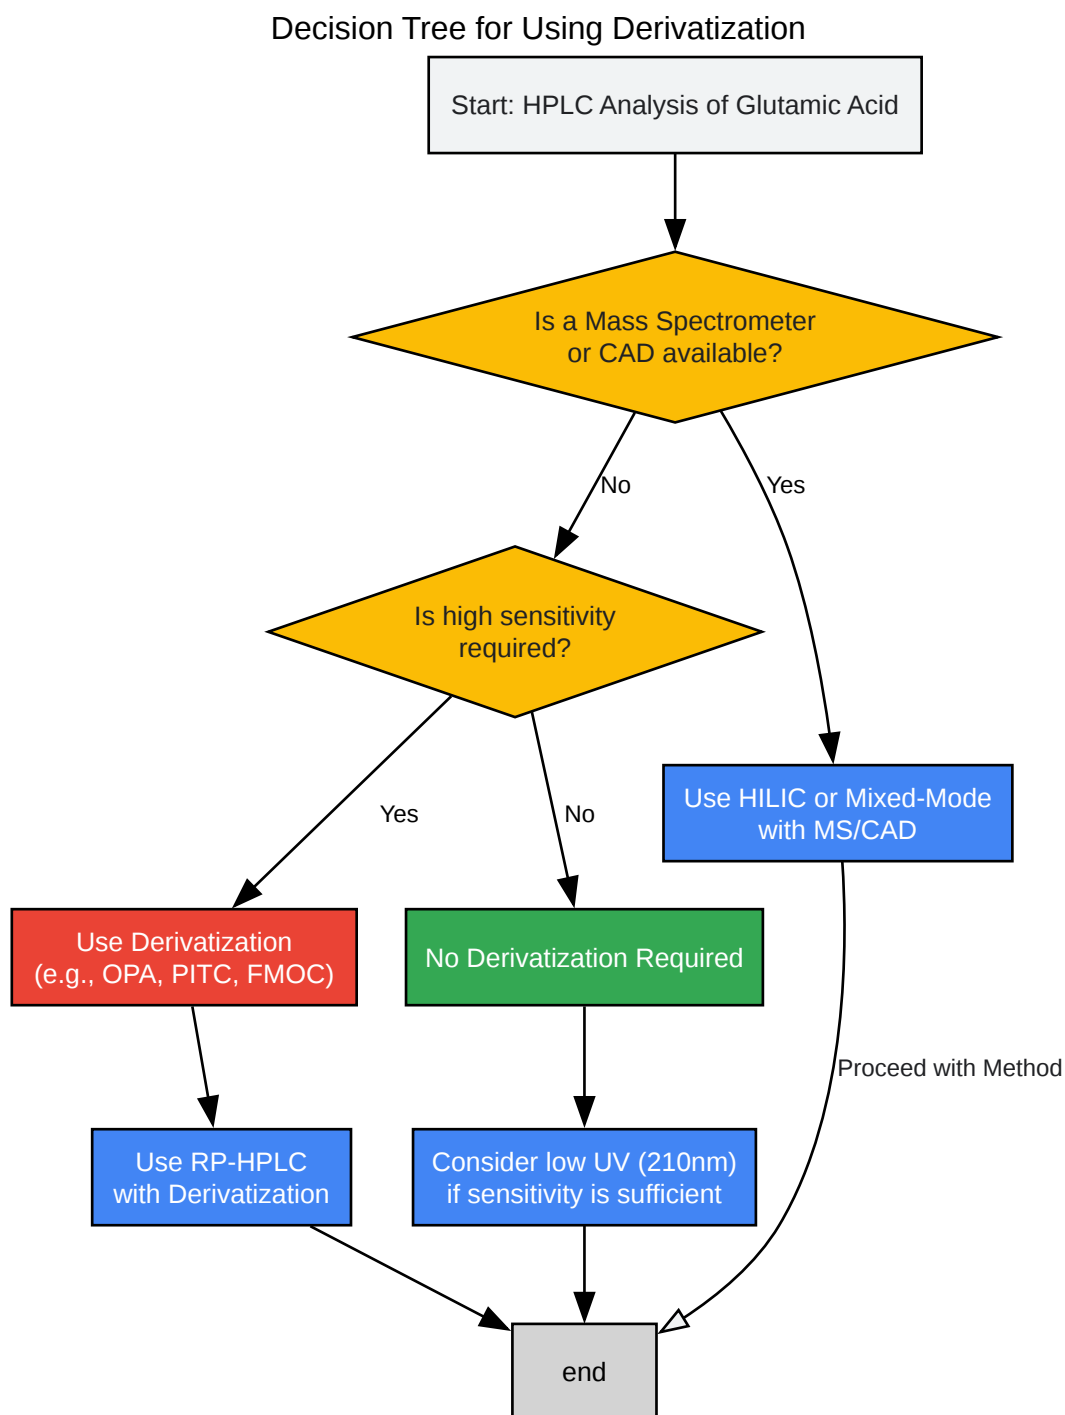 Decision Tree for Using Derivatization
Start: HPLC Analysis of Glutamic Acid
Is a Mass Spectrometer
or CAD available?
No
Yes
Is high sensitivity
required?
Yes
No
Use HILIC or Mixed-Mode
with MS/CAD
Use Derivatization
(e.g., OPA, PITC, FMOC)
No Derivatization Required
Proceed with Method
Use RP-HPLC
with Derivatization
Consider low UV (210nm)
if sensitivity is sufficient
end